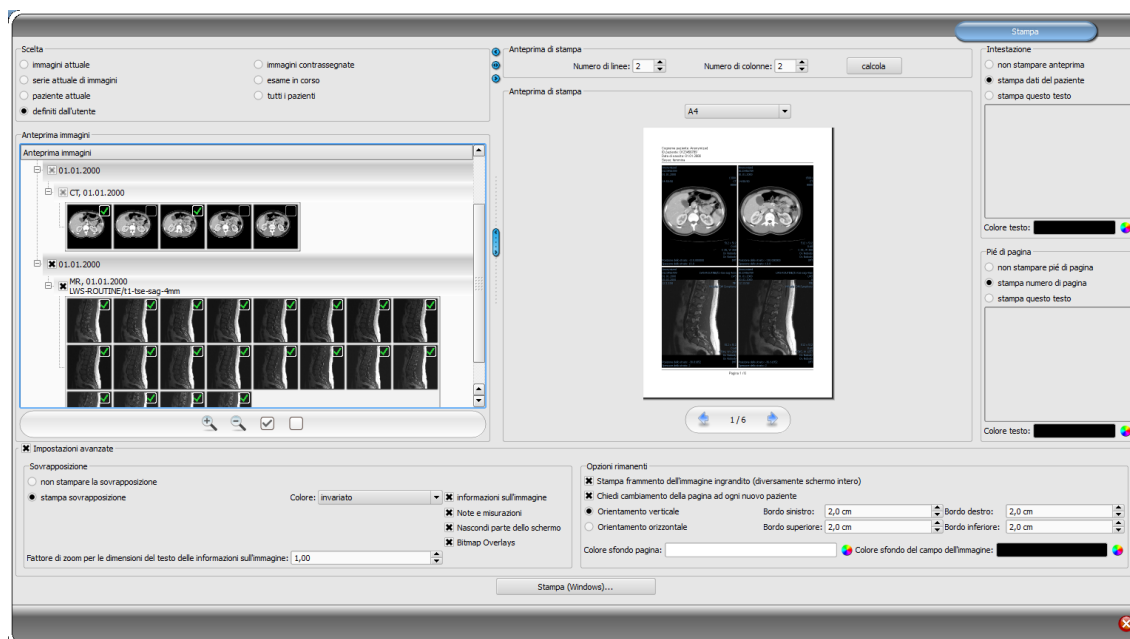 Stampa
Scelta
immagini attuale
immagini contrassegnate
serie attuale di immagini
esame in corso
paziente attuale
tutti i pazienti
definiti dall'utente
Anteprima immagini
Anteprima immagini
01.01.2000
CT, 01.01.2000
01.01.2000
MR, 01.01.2000
LWS-ROUTINE/t1-tse-sag-4mm
Anteprima di stampa
Numero di linee: 2
Numero di colonne: 2
calcola
Anteprima di stampa
A4
Pagina 1 / 6
1/6
Intestazione
non stampare anteprima
stampa dati del paziente
stampa questo testo
Colore testo:
Pié di pagina
non stampare pié di pagina
stampa numero di pagina
stampa questo testo
Colore testo:
Impostazioni avanzate
Sovrapposizione
non stampare la sovrapposizione
stampa sovrapposizione
Colore: invariato
informazioni sull'immagine
Note e misurazioni
Nascondi parte dello schermo
Bitmap Overlays
Fattore di zoom per le dimensioni del testo delle informazioni sull'immagine: 1,00
Opzioni rimanenti
Stampa frammento dell'immagine ingrandito (diversamente schermo intero)
Chiedi cambiamento della pagina ad ogni nuovo paziente
Orientamento verticale
Bordo sinistro: 2,0 cm
Bordo destro: 2,0 cm
Orientamento orizzontale
Bordo superiore: 2,0 cm
Bordo inferiore: 2,0 cm
Colore sfondo pagina:
Colore sfondo del campo dell'immagine:
Stampa (Windows)...